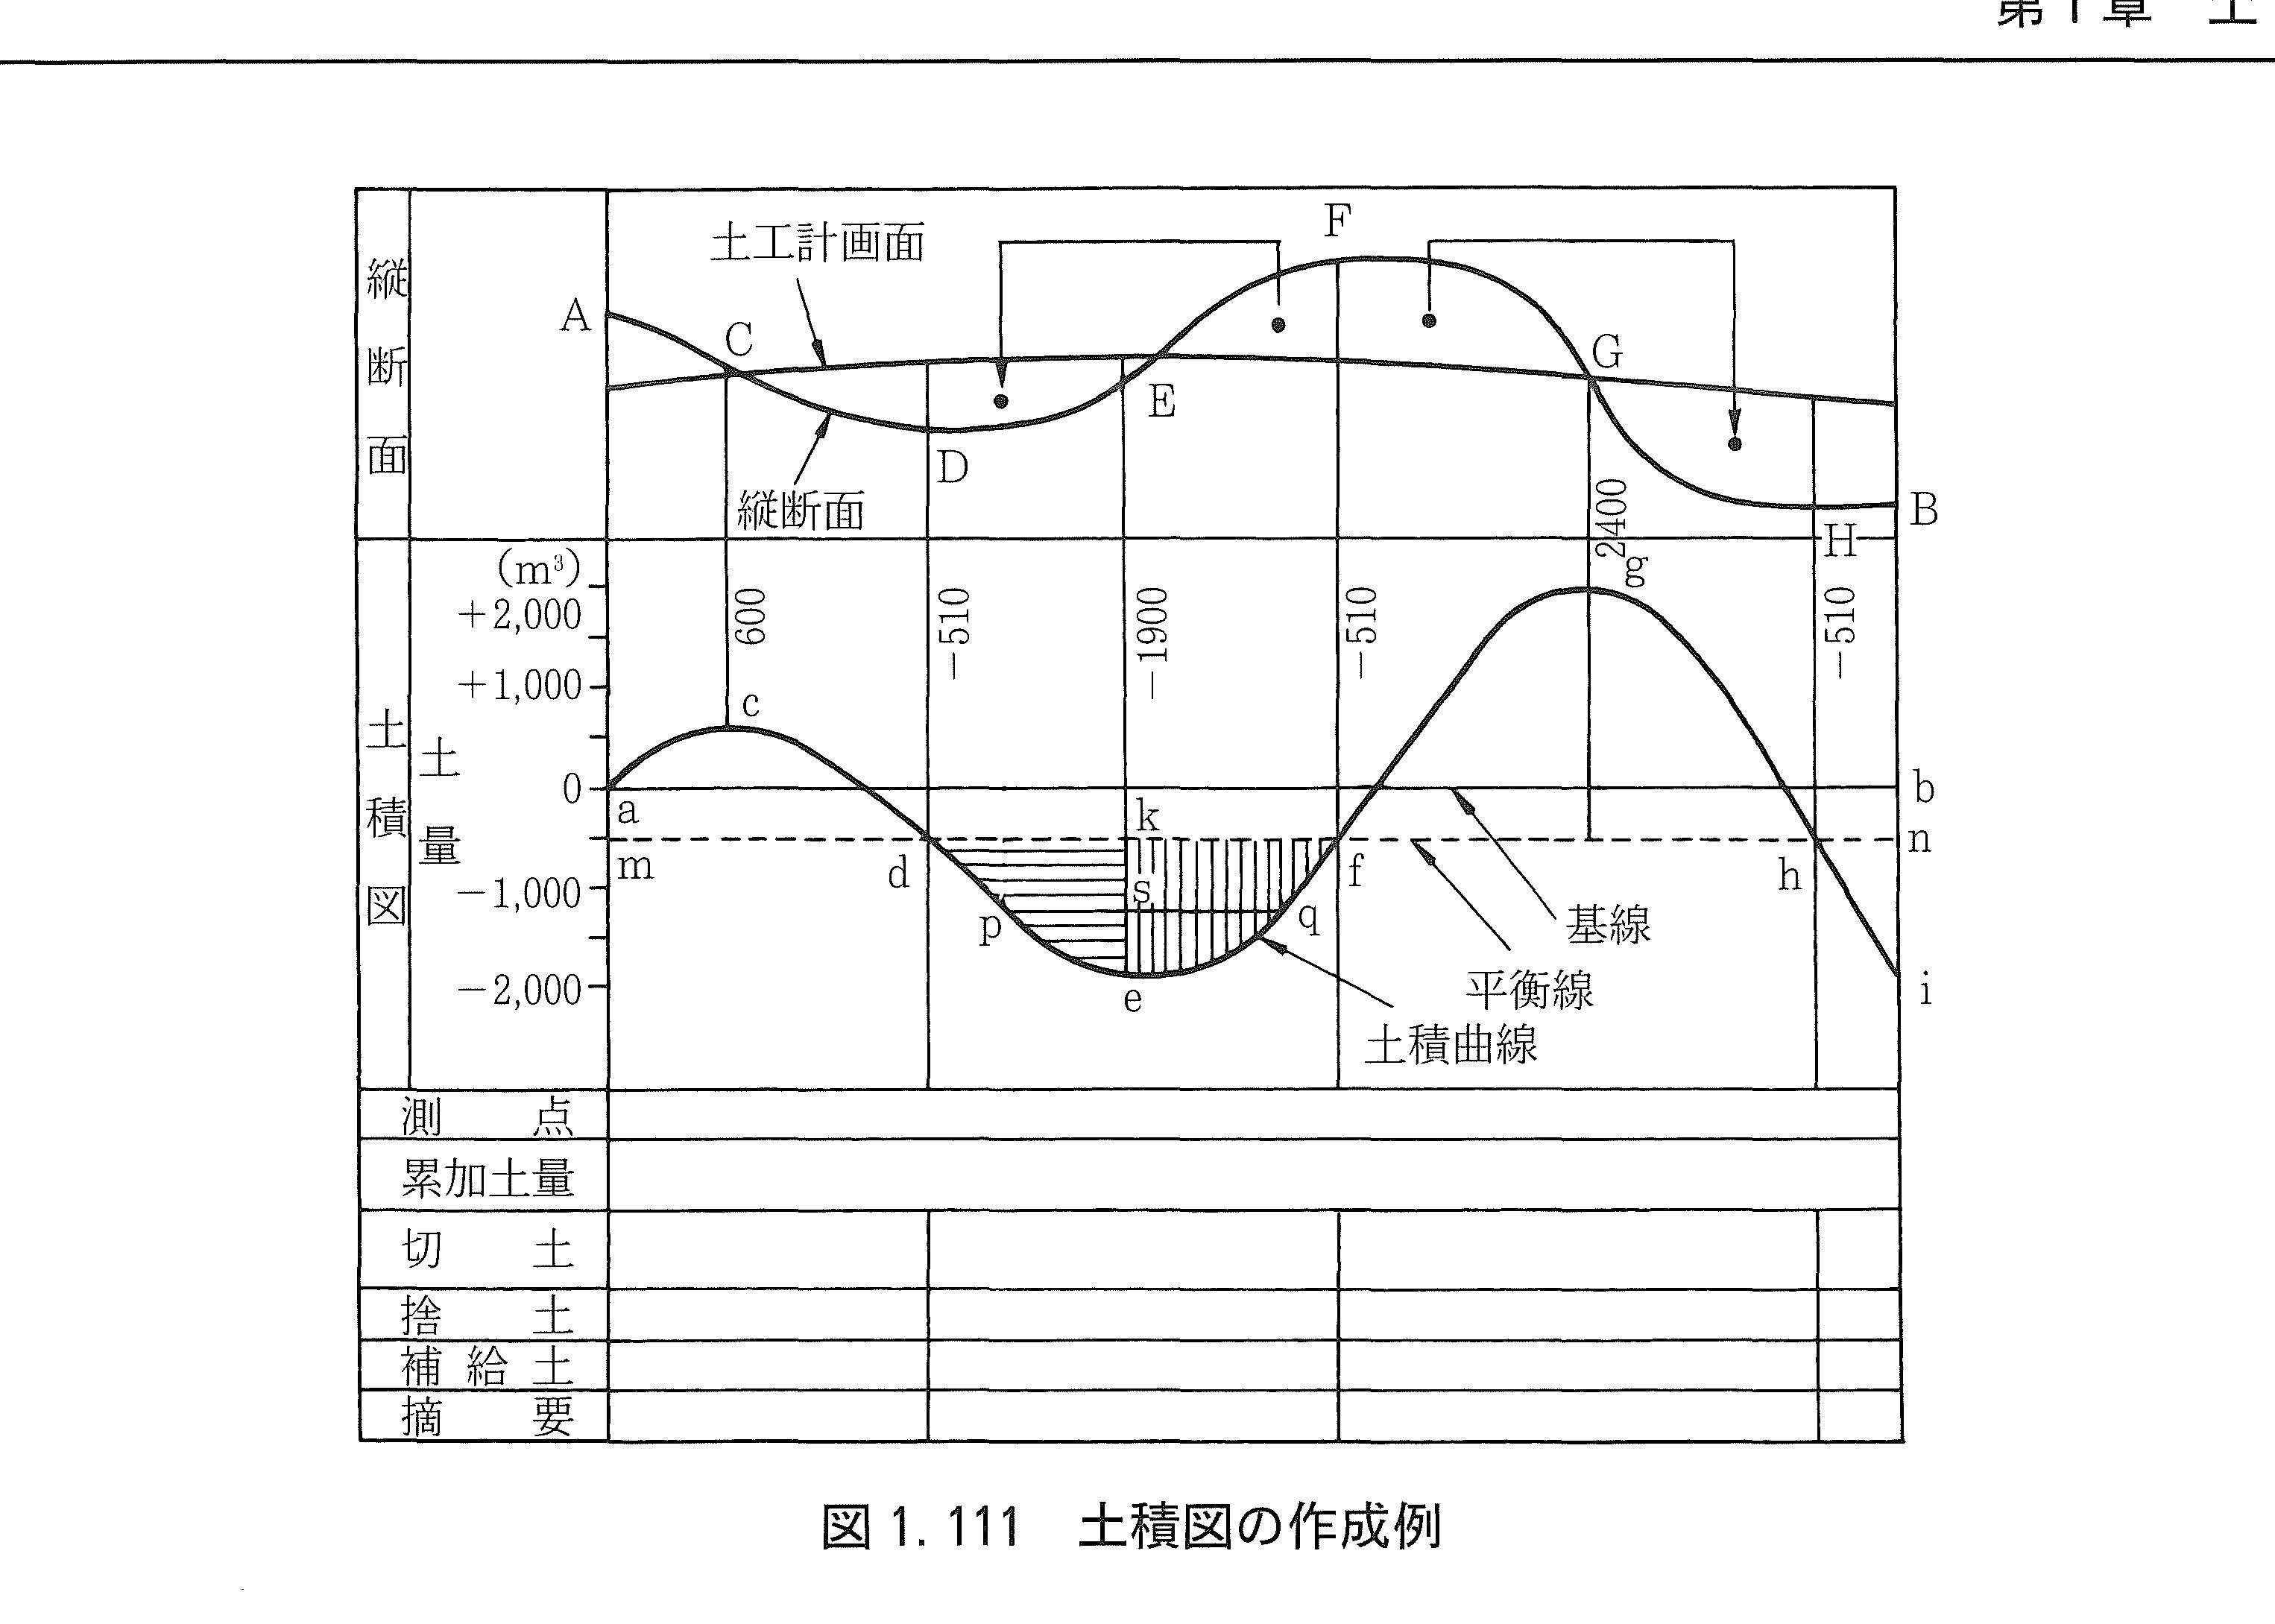 第1章 土
縦断面
土工計画面
縦断面
A
C
D
E
F
G
H
B
土積図
土量
(m³)
+2,000
+1,000
0
-1,000
-2,000
600
-510
-1900
-510
2400
-510
a
c
d
e
f
g
h
i
b
k
m
n
p
s
q
基線
平衡線
土積曲線
測点
累加土量
切土
捨土
補給土
摘要
図1.111 土積図の作成例